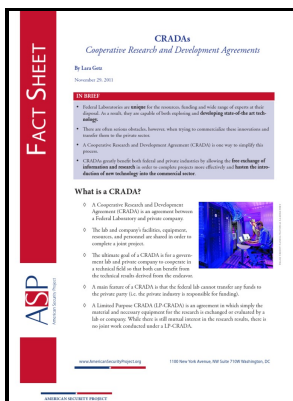 FACT SHEET
CRADAs
Cooperative Research and Development Agreements
By Lara Getz
November 29, 2011
IN BRIEF
• Federal Laboratories are unique for the resources, funding and wide range of experts at their
disposal. As a result, they are capable of both exploring and developing state-of-the art tech-
nology.
• There are often serious obstacles, however, when trying to commercialize these innovations and
transfer them to the private sector.
• A Cooperative Research and Development Agreement (CRADA) is one way to simplify this
process.
• CRADAs greatly benefit both federal and private industries by allowing the free exchange of
information and research in order to complete projects more effectively and hasten the intro-
duction of new technology into the commercial sector.
What is a CRADA?
◊ A Cooperative Research and Development
Agreement (CRADA) is an agreement between
a Federal Laboratory and private company.
◊ The lab and company's facilities, equipment,
resources, and personnel are shared in order to
complete a joint project.
◊ The ultimate goal of a CRADA is for a govern-
ment lab and private company to cooperate in
a technical field so that both can benefit from
the technical results derived from the endeavor.
◊ A main feature of a CRADA is that the federal lab cannot transfer any funds to
the private party (i.e. the private industry is responsible for funding).
◊ A Limited Purpose CRADA (LP-CRADA) is an agreement in which simply the
material and necessary equipment for the research is exchanged or evaluated by a
lab or company. While there is still mutual interest in the research results, there is
no joint work conducted under a LP-CRADA.
ASP
American Security Project
www.AmericanSecurityProject.org
1100 New York Avenue, NW Suite 710W Washington, DC
AMERICAN SECURITY PROJECT